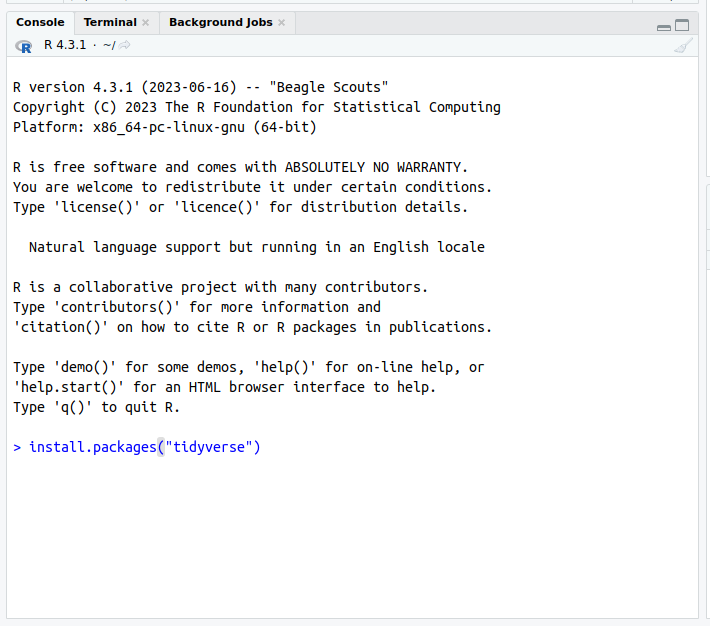 Console Terminal × Background Jobs ×
R R 4.3.1 · ~/
R version 4.3.1 (2023-06-16) -- "Beagle Scouts"
Copyright (C) 2023 The R Foundation for Statistical Computing
Platform: x86_64-pc-linux-gnu (64-bit)
R is free software and comes with ABSOLUTELY NO WARRANTY.
You are welcome to redistribute it under certain conditions.
Type 'license()' or 'licence()' for distribution details.
Natural language support but running in an English locale
R is a collaborative project with many contributors.
Type 'contributors()' for more information and
'citation()' on how to cite R or R packages in publications.
Type 'demo()' for some demos, 'help()' for on-line help, or
'help.start()' for an HTML browser interface to help.
Type 'q()' to quit R.
> install.packages("tidyverse")